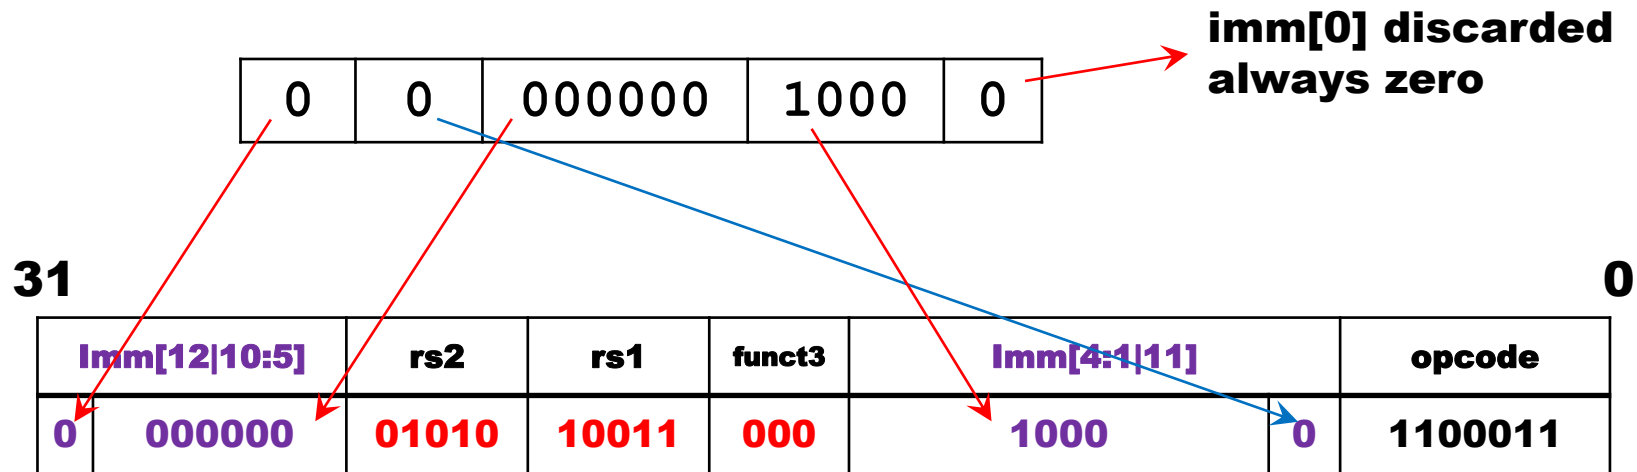 imm[0] discarded
always zero
0 0 000000 1000 0
31 0
Imm[12|10:5] rs2 rs1 funct3 Imm[4:1|11] opcode
0 000000 01010 10011 000 1000 0 1100011